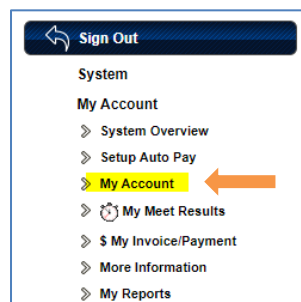 Sign Out
System
My Account
System Overview
Setup Auto Pay
My Account
My Meet Results
$ My Invoice/Payment
More Information
My Reports